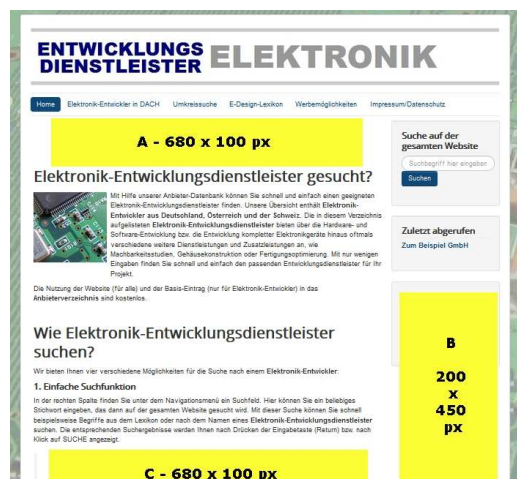 ENTWICKLUNGS
DIENSTLEISTER ELEKTRONIK
Home Elektronik-Entwickler in DACH Umkreissuche E-Design-Lexikon Werbemöglichkeiten Impressum/Datenschutz
A - 680 x 100 px
Elektronik-Entwicklungsdienstleister gesucht?
Mit Hilfe unserer Anbieter-Datenbank können Sie schnell und einfach einen geeigneten
Elektronik-Entwicklungsdienstleister finden. Unsere Übersicht enthält Elektronik-
Entwickler aus Deutschland, Österreich und der Schweiz. Die in diesem Verzeichnis
aufgelisteten Elektronik-Entwicklungsdienstleister bieten über die Hardware- und
Software-Entwicklung bzw. die Entwicklung kompletter Elektronikgeräte hinaus oftmals
verschiedene weitere Dienstleistungen und Zusatzleistungen an, wie
Machbarkeitsstudien, Gehäusekonstruktion oder Fertigungsoptimierung. Mit nur wenigen
Eingaben finden Sie schnell und einfach den passenden Entwicklungsdienstleister für Ihr
Projekt.
Die Nutzung der Website (für alle) und der Basis-Eintrag (nur für Elektronik-Entwickler) in das
Anbieterverzeichnis sind kostenlos.
Wie Elektronik-Entwicklungsdienstleister
suchen?
Wir bieten Ihnen vier verschiedene Möglichkeiten für die Suche nach einem Elektronik-Entwickler:
1. Einfache Suchfunktion
In der rechten Spalte finden Sie unter dem Navigationsmenü ein Suchfeld. Hier können Sie ein beliebiges
Stichwort eingeben, das dann auf der gesamten Website gesucht wird. Mit dieser Suche können Sie schnell
beispielsweise Begriffe aus dem Lexikon oder nach dem Namen eines Elektronik-Entwicklungsdienstleister
suchen. Die entsprechenden Suchergebnisse werden Ihnen nach Drücken der Eingabetaste (Return) bzw. nach
Klick auf SUCHE angezeigt.
C - 680 x 100 px
Suche auf der
gesamten Website
Suchbegriff hier eingeben
Suchen
Zuletzt abgerufen
Zum Beispiel GmbH
B
200
x
450
px